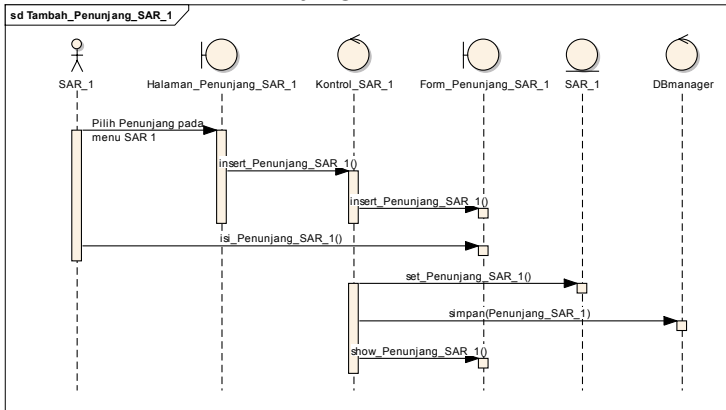 sd Tambah_Penunjang_SAR_1
SAR_1
Halaman_Penunjang_SAR_1
Kontrol_SAR_1
Form_Penunjang_SAR_1
SAR_1
DBmanager
Pilih Penunjang pada
menu SAR 1
insert_Penunjang_SAR_1()
insert_Penunjang_SAR_1()
isi_Penunjang_SAR_1()
set_Penunjang_SAR_1()
simpan(Penunjang_SAR_1)
show_Penunjang_SAR_1()